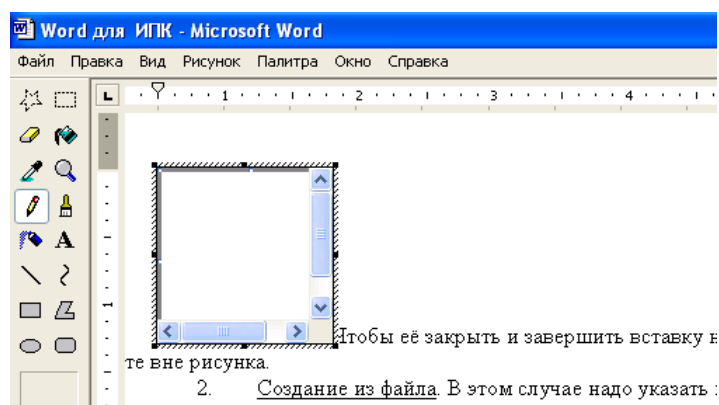 Word для ИПК - Microsoft Word
Файл Правка Вид Рисунок Палитра Окно Справка
1 2 3 4
A
1
Чтобы её закрыть и завершить вставку
те вне рисунка.
2. Создание из файла. В этом случае надо указать